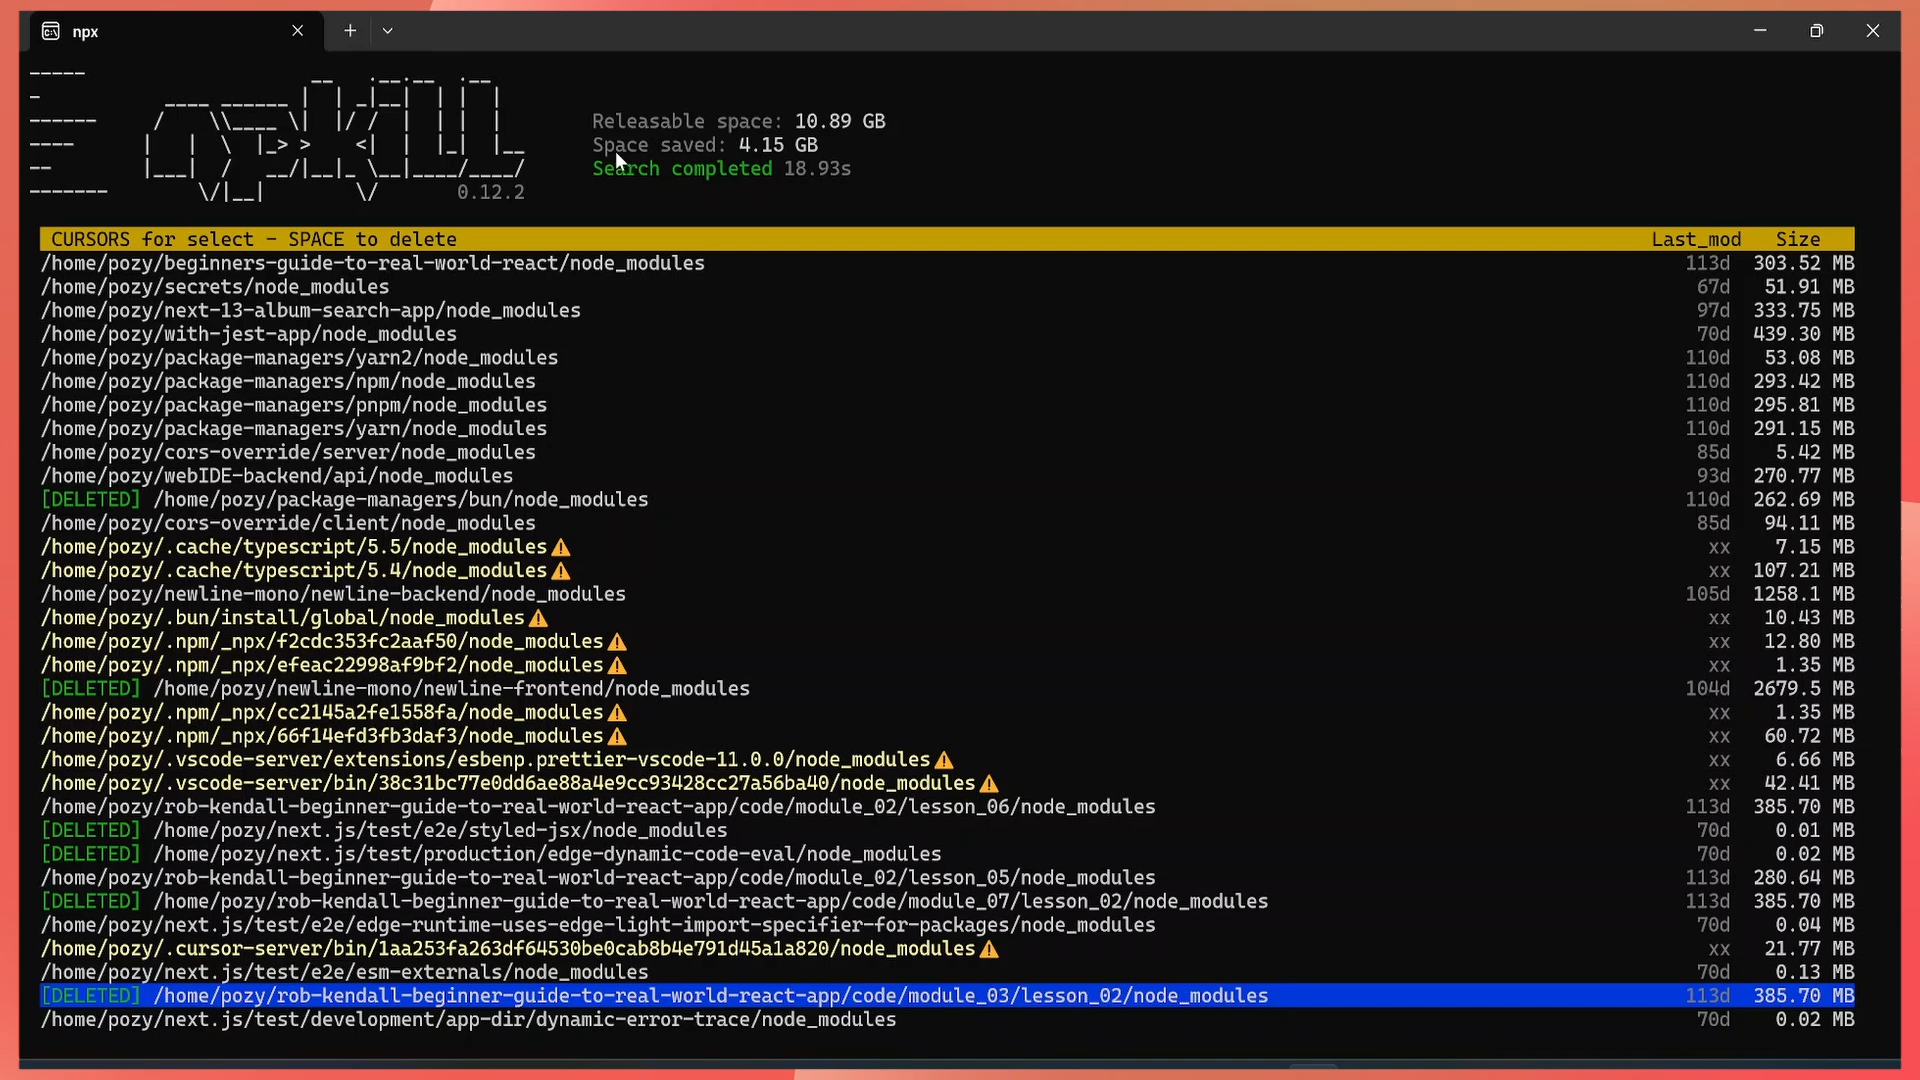 npx
npkill
0.12.2
Releasable space: 10.89 GB
Space saved: 4.15 GB
Search completed 18.93s
CURSORS for select - SPACE to delete Last_mod Size
/home/pozy/beginners-guide-to-real-world-react/node_modules 113d 303.52 MB
/home/pozy/secrets/node_modules 67d 51.91 MB
/home/pozy/next-13-album-search-app/node_modules 97d 333.75 MB
/home/pozy/with-jest-app/node_modules 70d 439.30 MB
/home/pozy/package-managers/yarn2/node_modules 110d 53.08 MB
/home/pozy/package-managers/npm/node_modules 110d 293.42 MB
/home/pozy/package-managers/pnpm/node_modules 110d 295.81 MB
/home/pozy/package-managers/yarn/node_modules 110d 291.15 MB
/home/pozy/cors-override/server/node_modules 85d 5.42 MB
/home/pozy/webIDE-backend/api/node_modules 93d 270.77 MB
[DELETED] /home/pozy/package-managers/bun/node_modules 110d 262.69 MB
/home/pozy/cors-override/client/node_modules 85d 94.11 MB
/home/pozy/.cache/typescript/5.5/node_modules⚠ xx 7.15 MB
/home/pozy/.cache/typescript/5.4/node_modules⚠ xx 107.21 MB
/home/pozy/newline-mono/newline-backend/node_modules 105d 1258.1 MB
/home/pozy/.bun/install/global/node_modules⚠ xx 10.43 MB
/home/pozy/.npm/_npx/f2cdc353fc2aaf50/node_modules⚠ xx 12.80 MB
/home/pozy/.npm/_npx/efeac22998af9bf2/node_modules⚠ xx 1.35 MB
[DELETED] /home/pozy/newline-mono/newline-frontend/node_modules 104d 2679.5 MB
/home/pozy/.npm/_npx/cc2145a2fe1558fa/node_modules⚠ xx 1.35 MB
/home/pozy/.npm/_npx/66f14efd3fb3daf3/node_modules⚠ xx 60.72 MB
/home/pozy/.vscode-server/extensions/esbenp.prettier-vscode-11.0.0/node_modules⚠ xx 6.66 MB
/home/pozy/.vscode-server/bin/38c31bc77e0dd6ae88a4e9cc93428cc27a56ba40/node_modules⚠ xx 42.41 MB
/home/pozy/rob-kendall-beginner-guide-to-real-world-react-app/code/module_02/lesson_06/node_modules 113d 385.70 MB
[DELETED] /home/pozy/next.js/test/e2e/styled-jsx/node_modules 70d 0.01 MB
[DELETED] /home/pozy/next.js/test/production/edge-dynamic-code-eval/node_modules 70d 0.02 MB
/home/pozy/rob-kendall-beginner-guide-to-real-world-react-app/code/module_02/lesson_05/node_modules 113d 280.64 MB
[DELETED] /home/pozy/rob-kendall-beginner-guide-to-real-world-react-app/code/module_07/lesson_02/node_modules 113d 385.70 MB
/home/pozy/next.js/test/e2e/edge-runtime-uses-edge-light-import-specifier-for-packages/node_modules 70d 0.04 MB
/home/pozy/.cursor-server/bin/1aa253fa263df64530be0cab8b4e791d45a1a820/node_modules⚠ xx 21.77 MB
/home/pozy/next.js/test/e2e/esm-externals/node_modules 70d 0.13 MB
[DELETED] /home/pozy/rob-kendall-beginner-guide-to-real-world-react-app/code/module_03/lesson_02/node_modules 113d 385.70 MB
/home/pozy/next.js/test/development/app-dir/dynamic-error-trace/node_modules 70d 0.02 MB